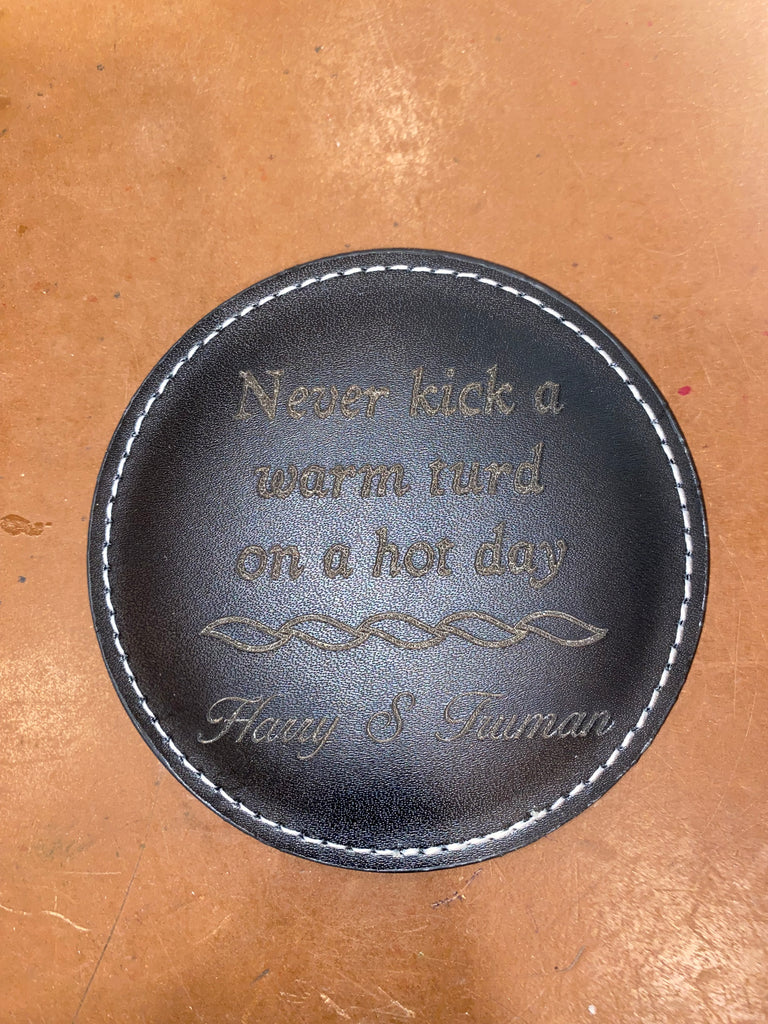 Never kick a
warm turd
on a hot day
Harry S Truman